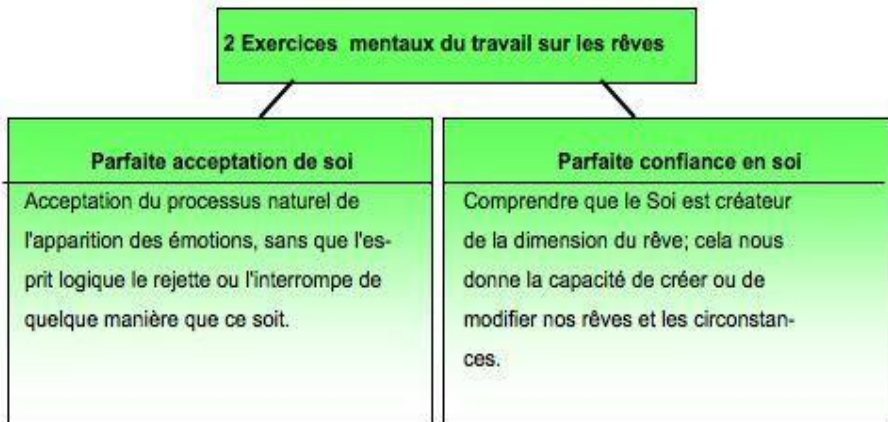 2 Exercices mentaux du travail sur les rêves
Parfaite acceptation de soi
Acceptation du processus naturel de
l'apparition des émotions, sans que l'es-
prit logique le rejette ou l'interrompe de
quelque manière que ce soit.
Parfaite confiance en soi
Comprendre que le Soi est créateur
de la dimension du rêve; cela nous
donne la capacité de créer ou de
modifier nos rêves et les circonstan-
ces.